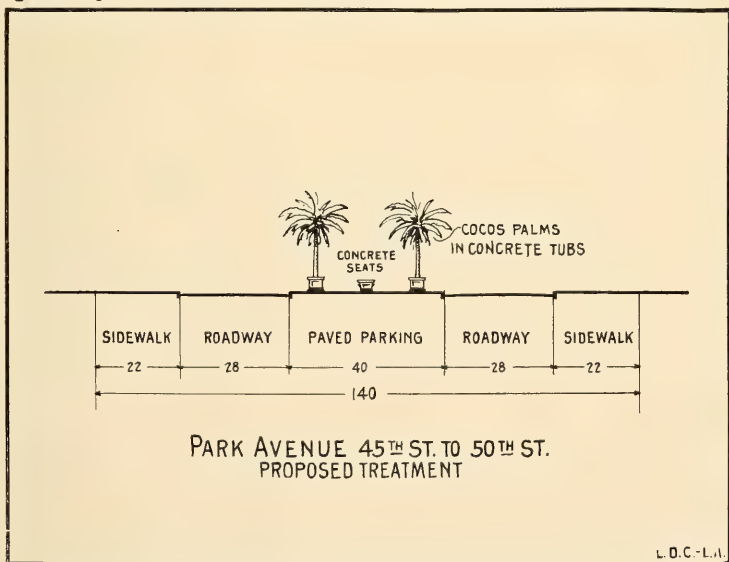 COCOS PALMS
IN CONCRETE TUBS
CONCRETE
SEATS
SIDEWALK ROADWAY PAVED PARKING ROADWAY SIDEWALK
22 28 40 28 22
140
PARK AVENUE 45TH ST. TO 50TH ST.
PROPOSED TREATMENT
L.D.C.-L.A.